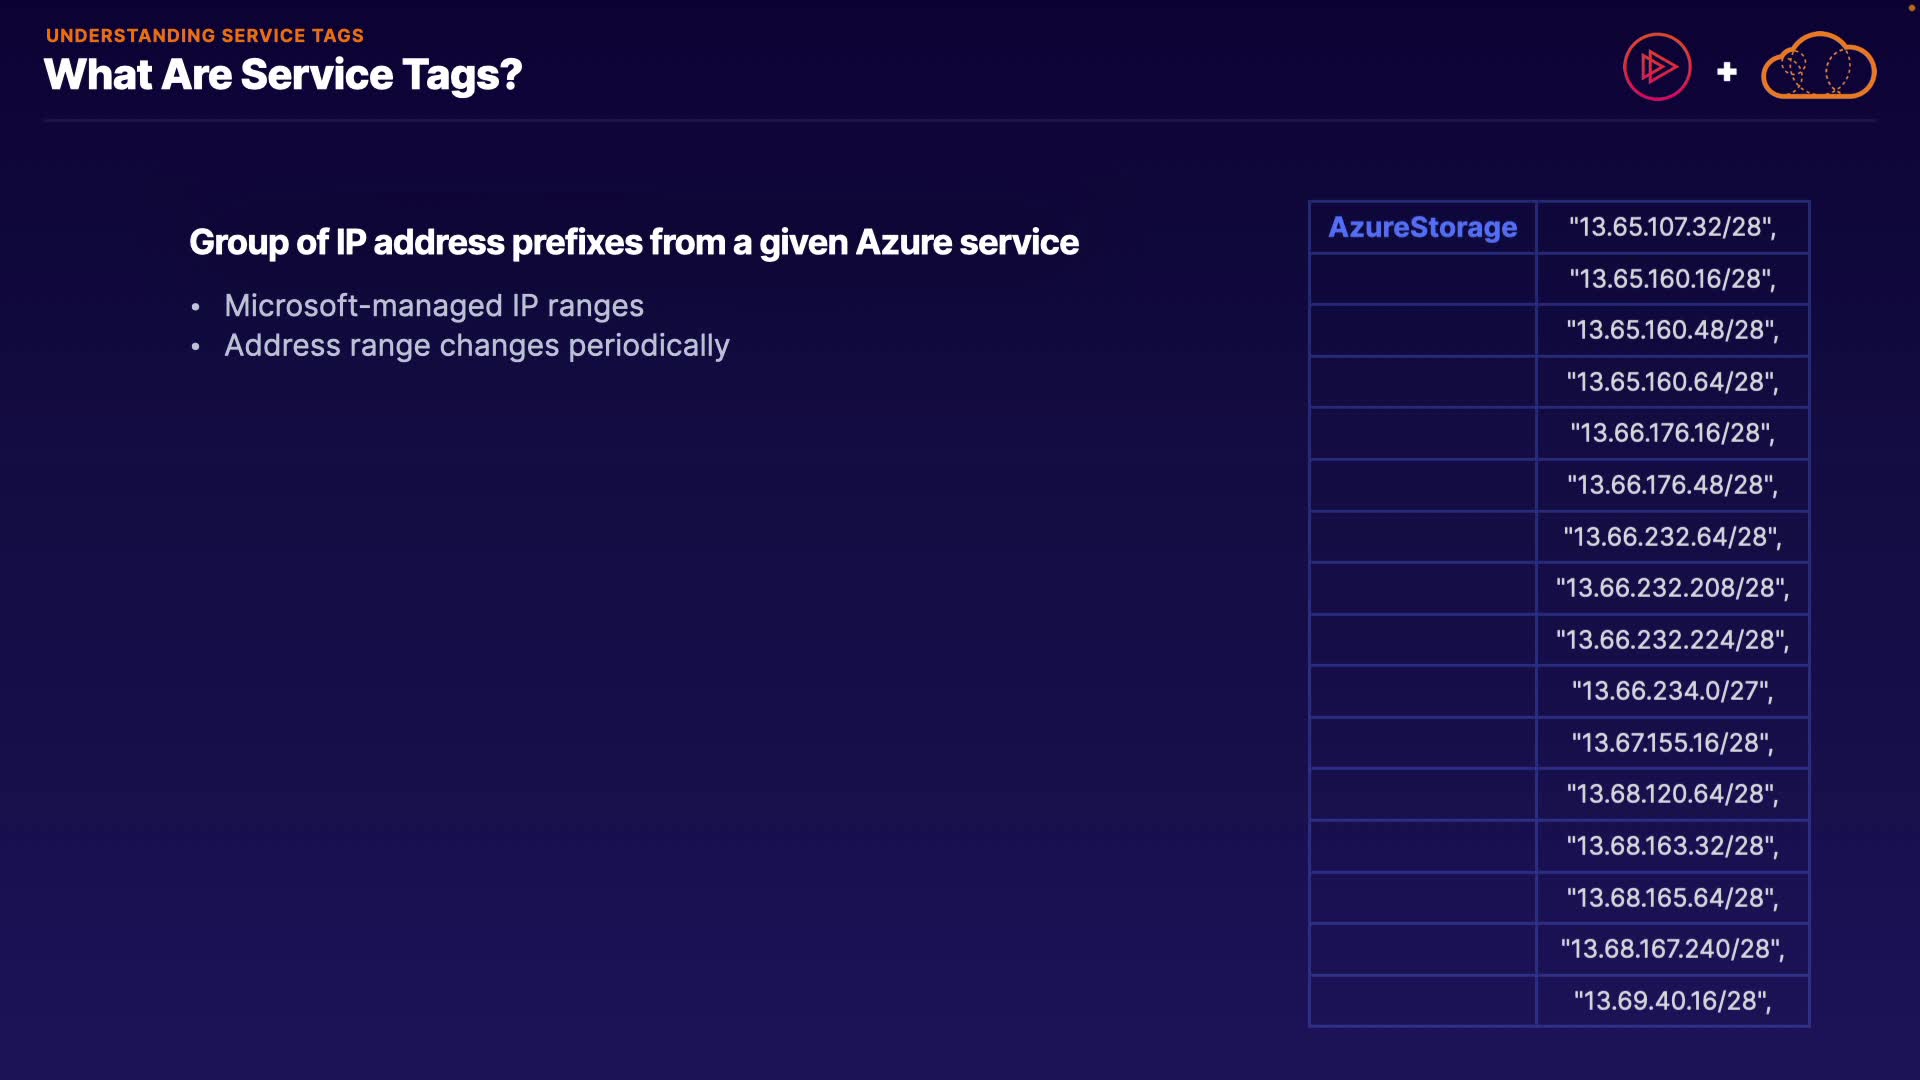 UNDERSTANDING SERVICE TAGS
What Are Service Tags?
Group of IP address prefixes from a given Azure service
• Microsoft-managed IP ranges
• Address range changes periodically
AzureStorage "13.65.107.32/28",
"13.65.160.16/28",
"13.65.160.48/28",
"13.65.160.64/28",
"13.66.176.16/28",
"13.66.176.48/28",
"13.66.232.64/28",
"13.66.232.208/28",
"13.66.232.224/28",
"13.66.234.0/27",
"13.67.155.16/28",
"13.68.120.64/28",
"13.68.163.32/28",
"13.68.165.64/28",
"13.68.167.240/28",
"13.69.40.16/28",